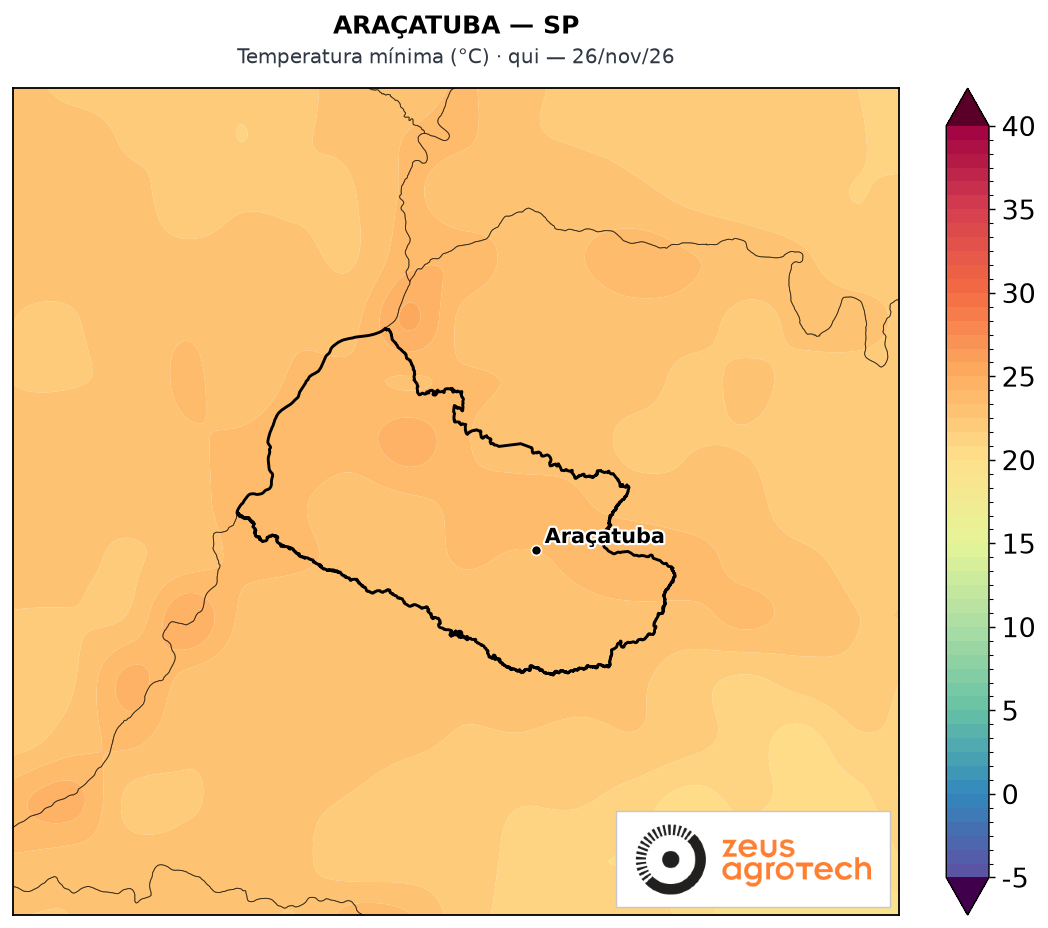 ARAÇATUBA — SP
Temperatura mínima (°C) · qui — 26/nov/26
40
35
30
25
20
15
10
5
0
-5
Araçatuba
zeus
agrotech